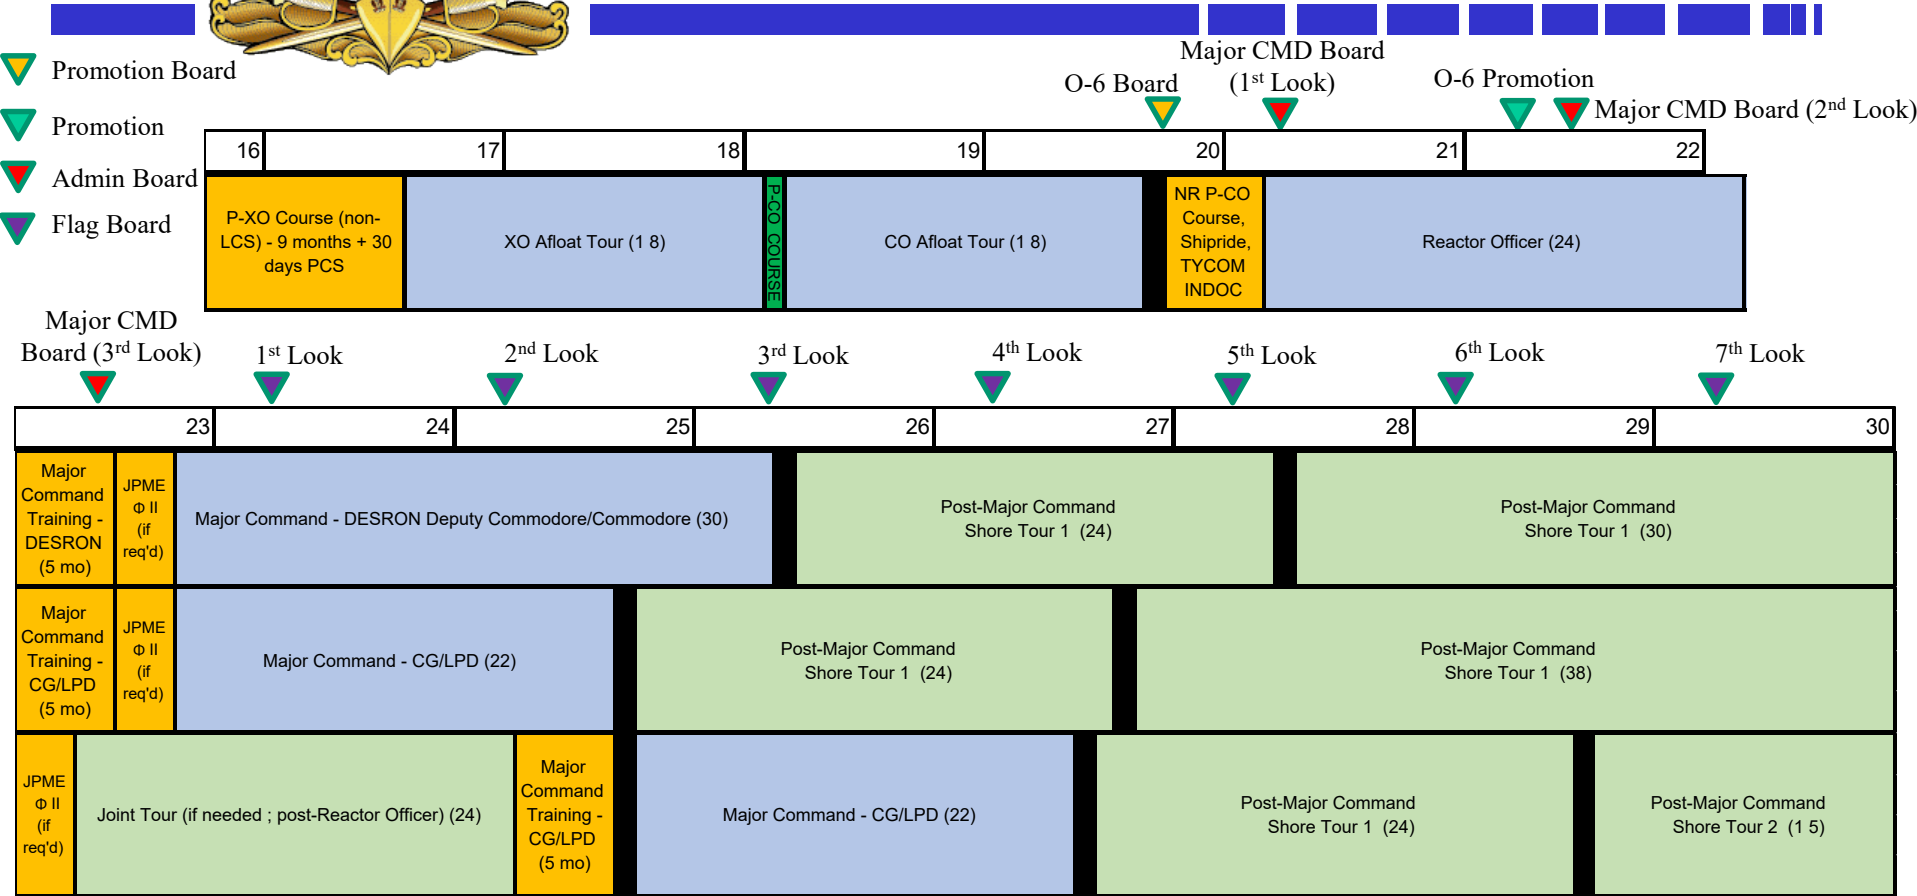 Promotion Board
Promotion
Admin Board
Flag Board
O-6 Board
Major CMD Board
(1st Look)
O-6 Promotion
Major CMD Board (2nd Look)
16
17
18
19
20
21
22
P-XO Course (non-
LCS) - 9 months + 30
days PCS
XO Afloat Tour (1 8)
P-CO COURSE
CO Afloat Tour (1 8)
NR P-CO
Course,
Shipride,
TYCOM
INDOC
Reactor Officer (24)
Major CMD
Board (3rd Look)
1st Look
2nd Look
3rd Look
4th Look
5th Look
6th Look
7th Look
23
24
25
26
27
28
29
30
Major
Command
Training -
DESRON
(5 mo)
JPME
Φ II
(if
req'd)
Major Command - DESRON Deputy Commodore/Commodore (30)
Post-Major Command
Shore Tour 1 (24)
Post-Major Command
Shore Tour 1 (30)
Major
Command
Training -
CG/LPD
(5 mo)
JPME
Φ II
(if
req'd)
Major Command - CG/LPD (22)
Post-Major Command
Shore Tour 1 (24)
Post-Major Command
Shore Tour 1 (38)
JPME
Φ II
(if
req'd)
Joint Tour (if needed ; post-Reactor Officer) (24)
Major
Command
Training -
CG/LPD
(5 mo)
Major Command - CG/LPD (22)
Post-Major Command
Shore Tour 1 (24)
Post-Major Command
Shore Tour 2 (1 5)